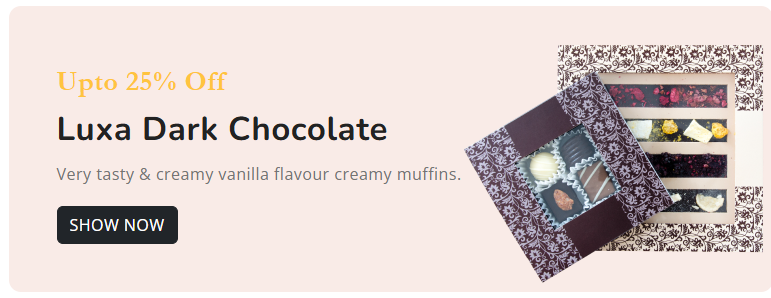 Upto 25% Off
Luxa Dark Chocolate
Very tasty & creamy vanilla flavour creamy muffins.
SHOW NOW